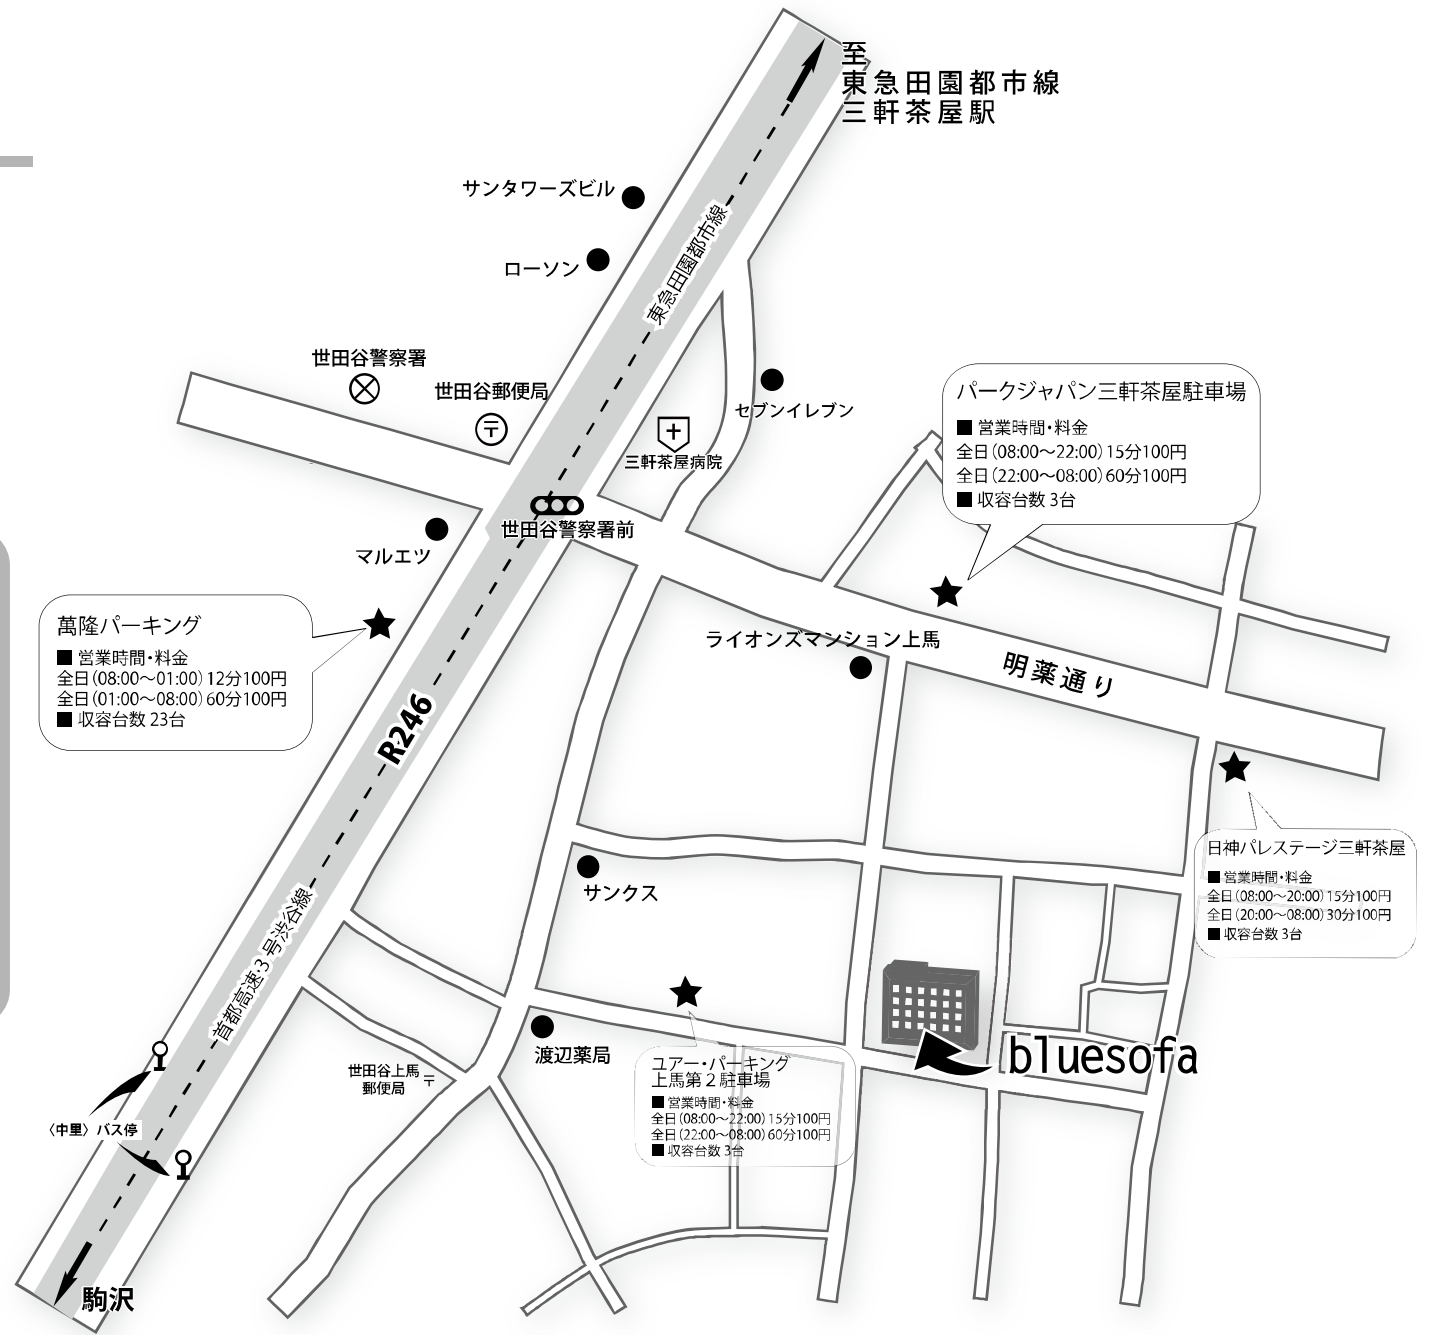 至
東急田園都市線
三軒茶屋駅
サンタワーズビル
東急田園都市線
ローソン
世田谷警察署
世田谷郵便局
〒
セブンイレブン
三軒茶屋病院
パークジャパン三軒茶屋駐車場
■ 営業時間・料金
全日（08:00〜22:00）15分100円
全日（22:00〜08:00）60分100円
■ 収容台数 3台
世田谷警察署前
マルエツ
萬隆パーキング
■ 営業時間・料金
全日（08:00〜01:00）12分100円
全日（01:00〜08:00）60分100円
■ 収容台数 23台
ライオンズマンション上馬
明薬通り
R246
日神パレステージ三軒茶屋
■ 営業時間・料金
全日（08:00〜20:00）15分100円
全日（20:00〜08:00）30分100円
■ 収容台数 3台
サンクス
首都高速・3号渋谷線
渡辺薬局
bluesofa
ユアー・パーキング
上馬第２駐車場
■ 営業時間・料金
全日（08:00〜22:00）15分100円
全日（22:00〜08:00）60分100円
■ 収容台数 3台
世田谷上馬
郵便局
〒
〈中里〉バス停
駒沢